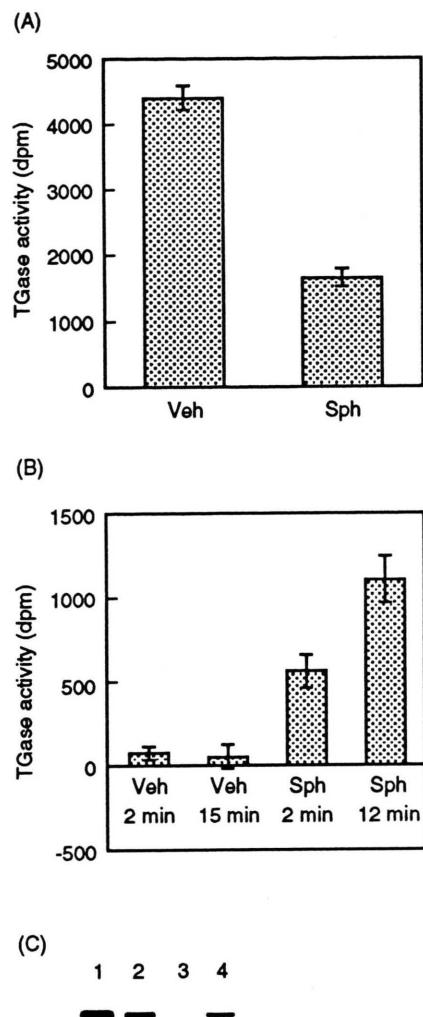 (A)
5000
4000
3000
2000
1000
0
TGase activity (dpm)
Veh Sph
(B)
1500
1000
500
0
-500
TGase activity (dpm)
Veh Veh Sph Sph
2 min 15 min 2 min 12 min
(C)
1 2 3 4